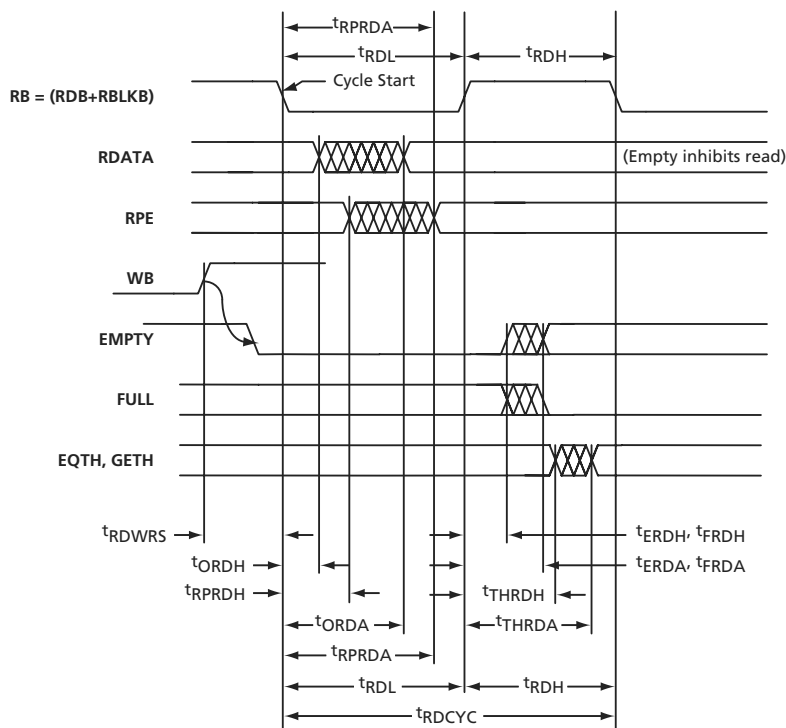 tRPRDA
tRDL tRDH
Cycle Start
RB = (RDB+RBLKB)
RDATA (Empty inhibits read)
RPE
WB
EMPTY
FULL
EQTH, GETH
tRDWRS tERDH, tFRDH
tORDH tERDA, tFRDA
tRPRDH tTHRDH
tORDA tTHRDA
tRPRDA
tRDL tRDH
tRDCYC